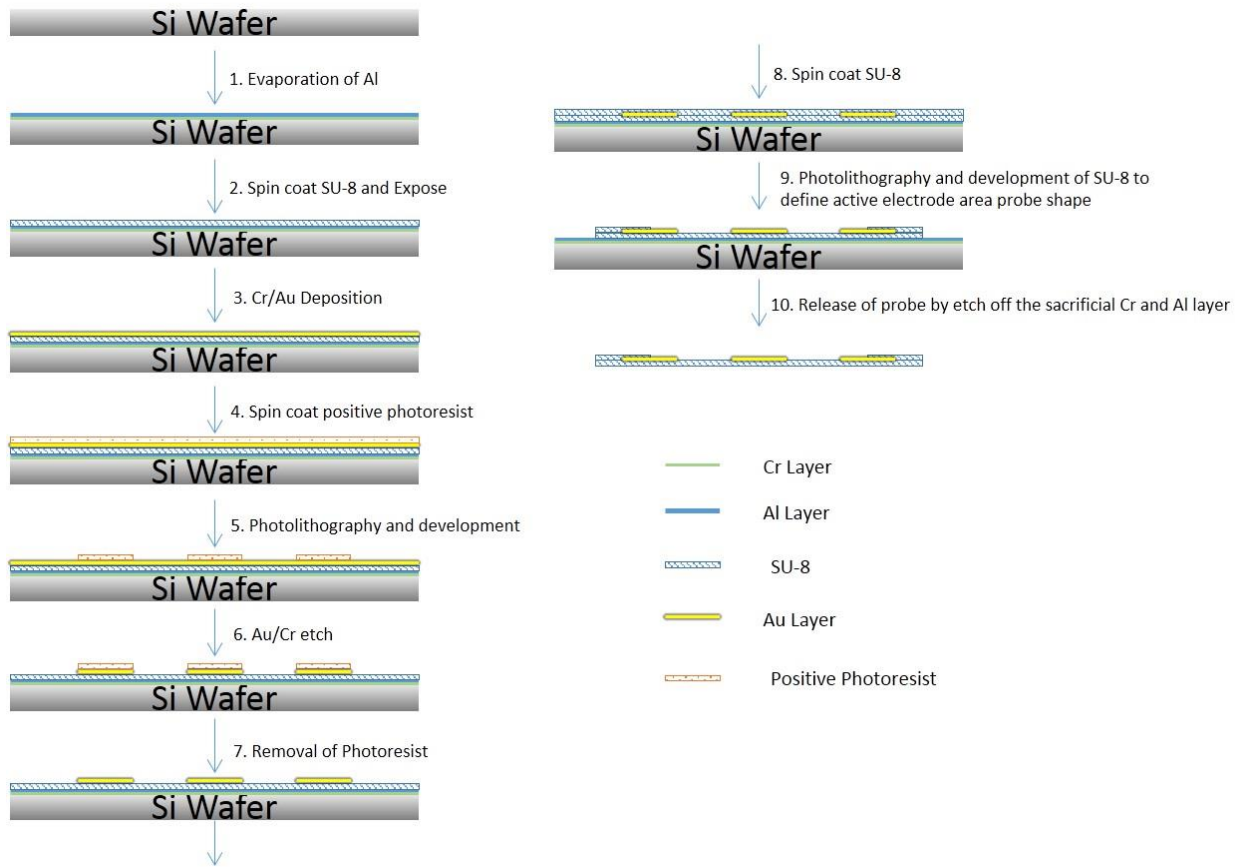 Si Wafer
1. Evaporation of Al
Si Wafer
2. Spin coat SU-8 and Expose
Si Wafer
3. Cr/Au Deposition
Si Wafer
4. Spin coat positive photoresist
Si Wafer
5. Photolithography and development
Si Wafer
6. Au/Cr etch
Si Wafer
7. Removal of Photoresist
Si Wafer
8. Spin coat SU-8
Si Wafer
9. Photolithography and development of SU-8 to
define active electrode area probe shape
Si Wafer
10. Release of probe by etch off the sacrificial Cr and Al layer
Cr Layer
Al Layer
SU-8
Au Layer
Positive Photoresist